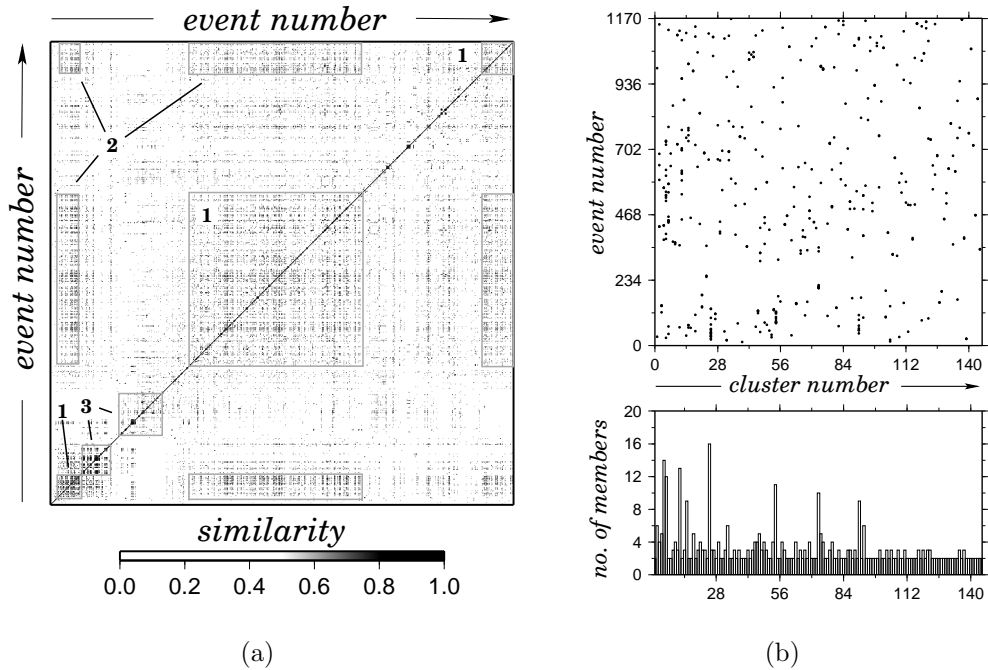 event number
event number
1
2
1
1
3
similarity
0.0 0.2 0.4 0.6 0.8 1.0
(a)
1170
936
702
468
234
0
event number
0 28 56 84 112 140
cluster number
20
16
12
8
4
0
no. of members
28 56 84 112 140
(b)